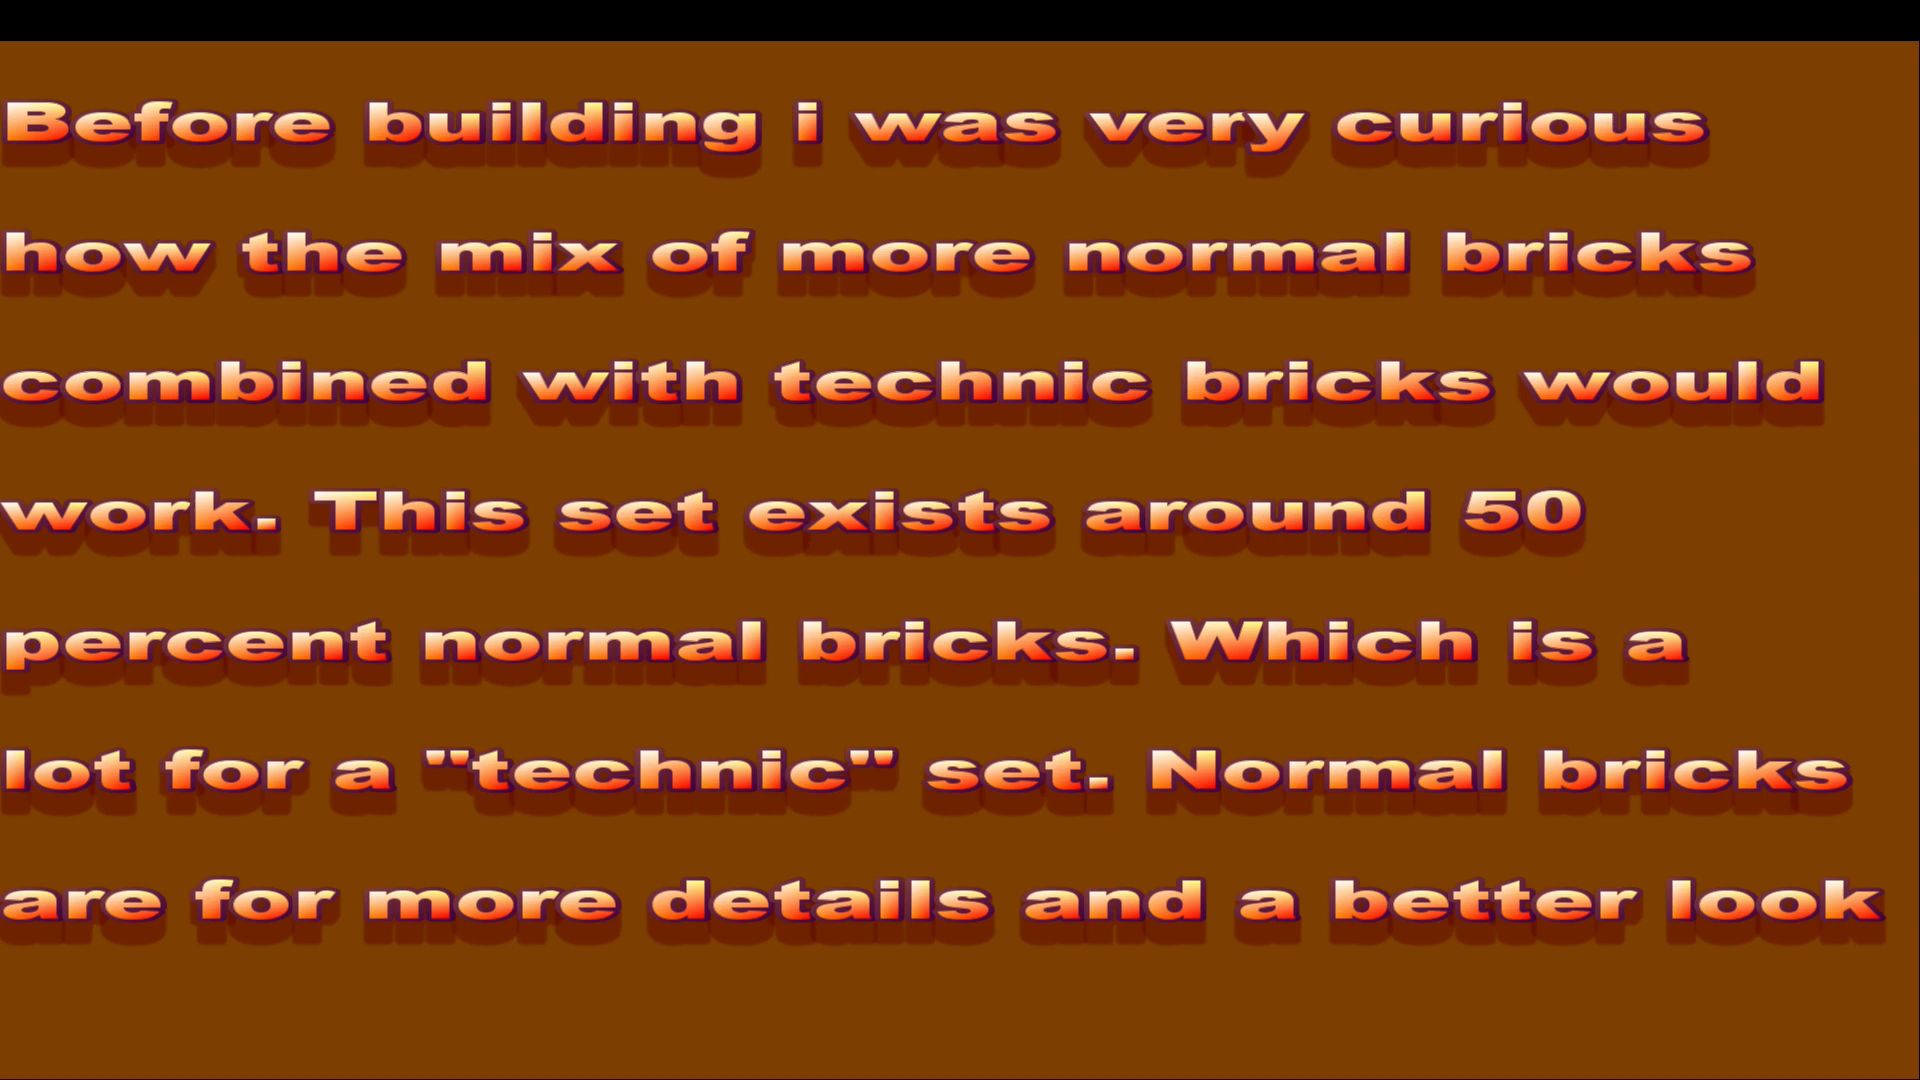 Before building i was very curious
how the mix of more normal bricks
combined with technic bricks would
work. This set exists around 50
percent normal bricks. Which is a
lot for a "technic" set. Normal bricks
are for more details and a better look